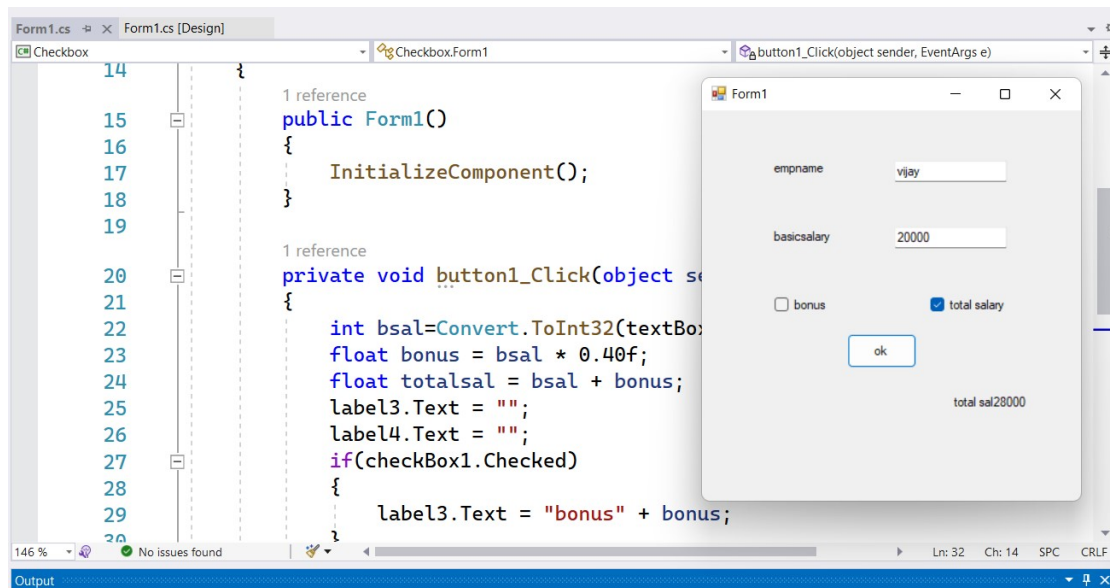 Form1.cs Form1.cs [Design]
C# Checkbox Checkbox.Form1 button1_Click(object sender, EventArgs e)
14 {
1 reference
15 public Form1()
16 {
17 InitializeComponent();
18 }
19
1 reference
20 private void button1_Click(object se
21 {
22 int bsal=Convert.ToInt32(textBox
23 float bonus = bsal * 0.40f;
24 float totalsal = bsal + bonus;
25 label3.Text = "";
26 label4.Text = "";
27 if(checkBox1.Checked)
28 {
29 label3.Text = "bonus" + bonus;
30 }
Form1
empname vijay
basicsalary 20000
bonus total salary
ok
total sal28000
146 % No issues found Ln: 32 Ch: 14 SPC CRLF
Output